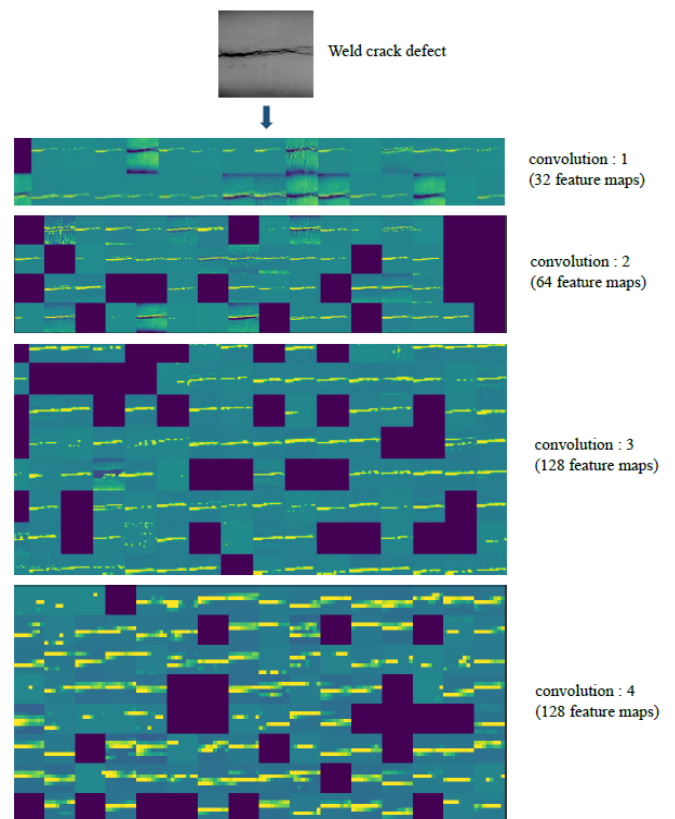 Weld crack defect
convolution : 1
(32 feature maps)
convolution : 2
(64 feature maps)
convolution : 3
(128 feature maps)
convolution : 4
(128 feature maps)